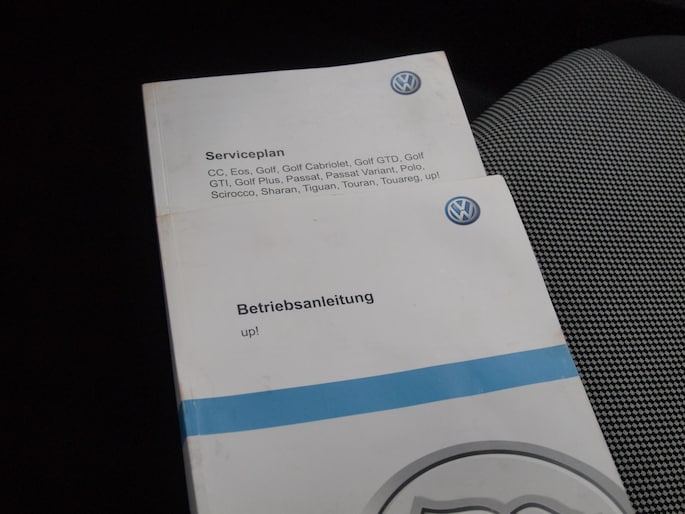 Serviceplan
CC, Eos, Golf, Golf Cabriolet, Golf GTD, Golf
GTI, Golf Plus, Passat, Passat Variant, Polo,
Scirocco, Sharan, Tiguan, Touran, Touareg, up!
Betriebsanleitung
up!